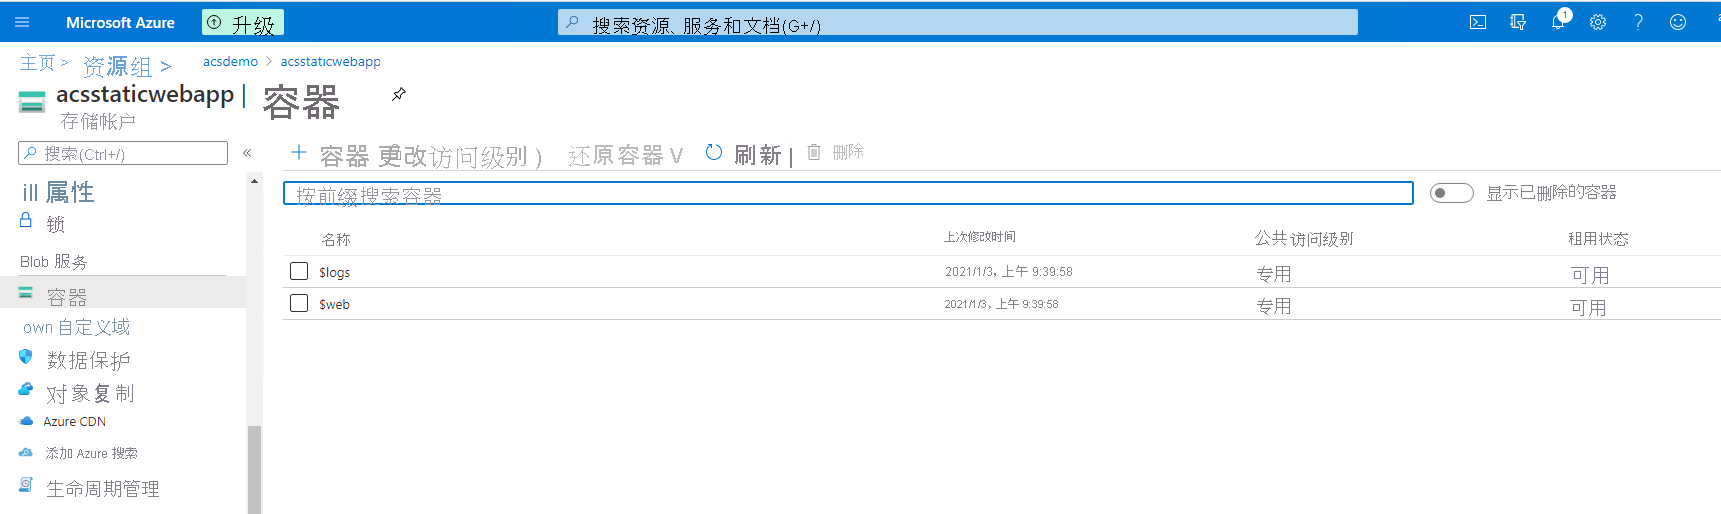 Microsoft Azure 升级 搜索资源、服务和文档(G+/) 1
主页 > 资源组 > acsdemo > acsstaticwebapp
acsstaticwebapp | 容器
存储帐户
搜索(Ctrl+/) «
+ 容器 更改访问级别 ) 还原容器 V 刷新 | 删除
ill 属性
锁
Blob 服务
容器
own 自定义域
数据保护
对象复制
Azure CDN
添加 Azure 搜索
生命周期管理
按前缀搜索容器 显示已删除的容器
名称 上次修改时间 公共访问级别 租用状态
$logs 2021/1/3, 上午 9:39:58 专用 可用
$web 2021/1/3, 上午 9:39:58 专用 可用